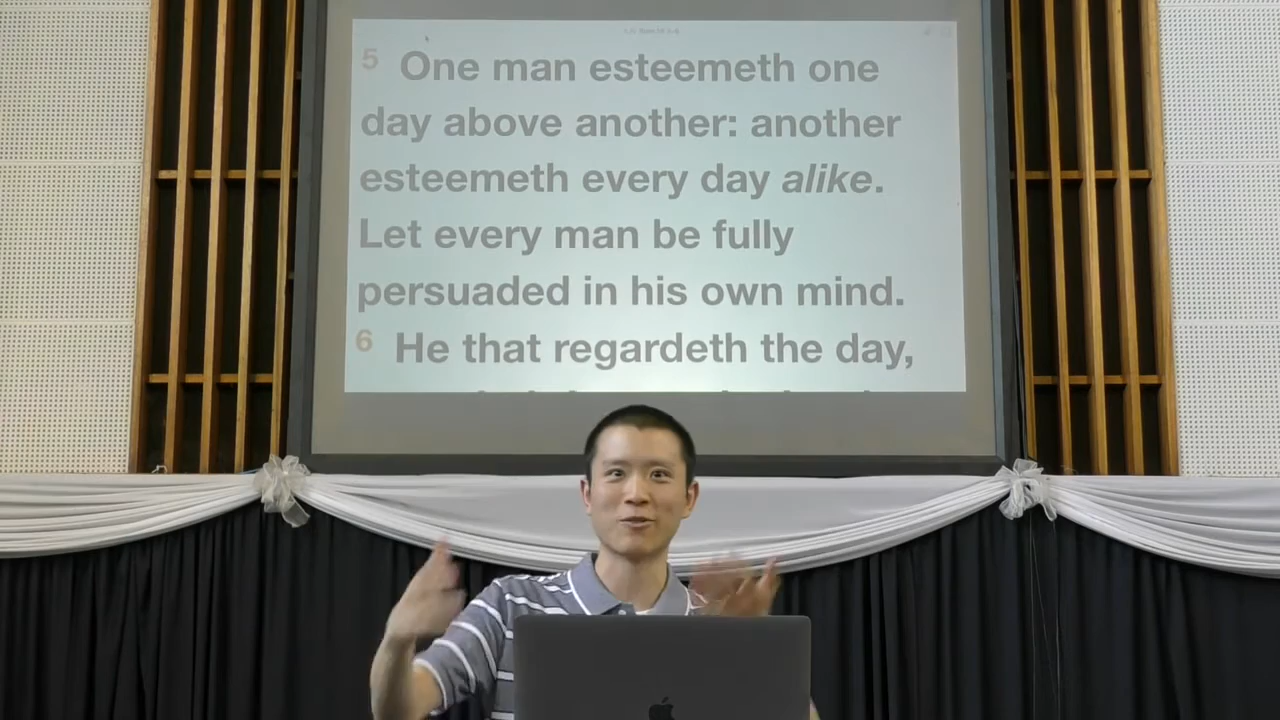 5 One man esteemeth one
day above another: another
esteemeth every day alike.
Let every man be fully
persuaded in his own mind.
6 He that regardeth the day,